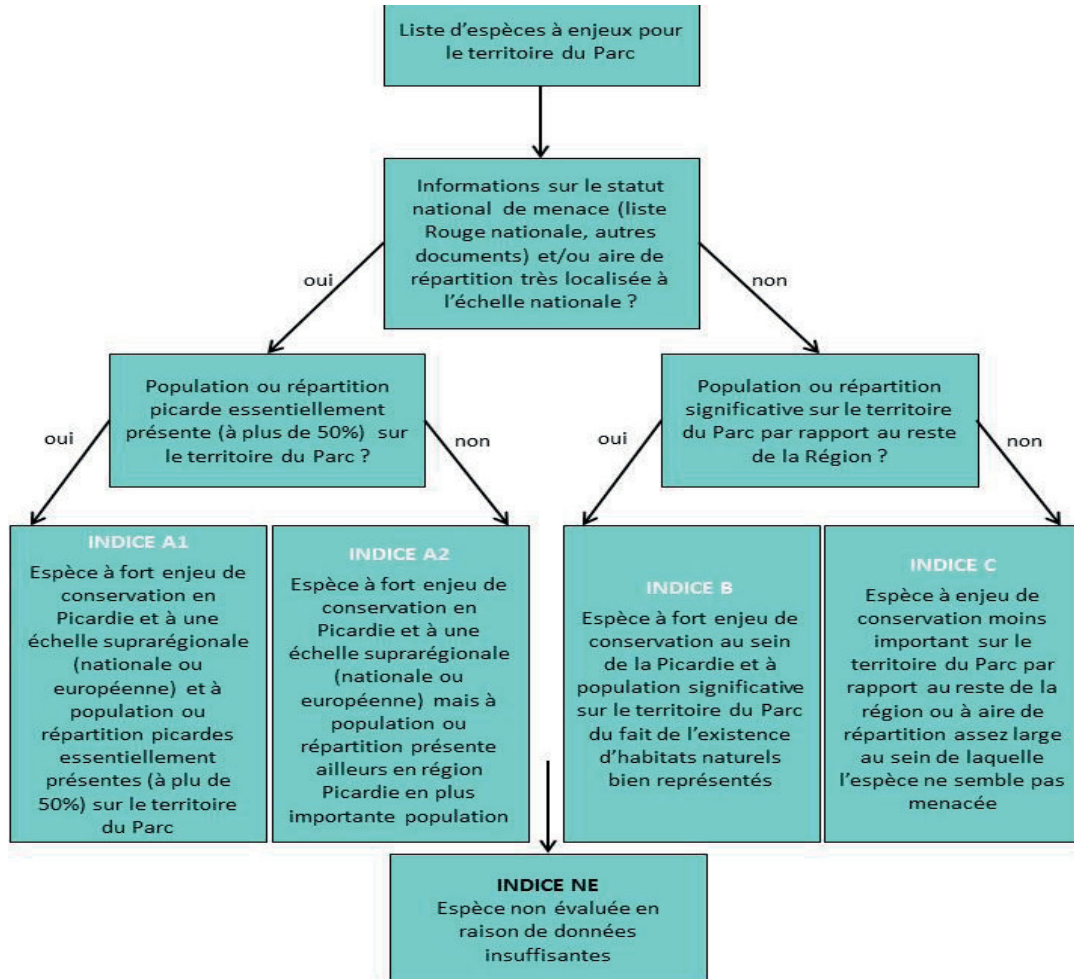 Liste d'espèces à enjeux pour
le territoire du Parc
Informations sur le statut
national de menace (liste
Rouge nationale, autres
documents) et/ou aire de
répartition très localisée à
l'échelle nationale ?
oui
non
Population ou répartition
picarde essentiellement
présente (à plus de 50%) sur
le territoire du Parc ?
Population ou répartition
significative sur le territoire
du Parc par rapport au reste
de la Région ?
oui
non
oui
non
INDICE A1
Espèce à fort enjeu de
conservation en
Picardie et à une
échelle suprarégionale
(nationale ou
européenne) et à
population ou
répartition picardes
essentiellement
présentes (à plu de
50%) sur le territoire
du Parc
INDICE A2
Espèce à fort enjeu de
conservation en
Picardie et à une
échelle suprarégionale
(nationale ou
européenne) mais à
population ou
répartition présente
ailleurs en région
Picardie en plus
importante population
INDICE B
Espèce à fort enjeu de
conservation au sein
de la Picardie et à
population significative
sur le territoire du Parc
du fait de l'existence
d'habitats naturels
bien représentés
INDICE C
Espèce à enjeu de
conservation moins
important sur le
territoire du Parc par
rapport au reste de la
région ou à aire de
répartition assez large
au sein de laquelle
l'espèce ne semble pas
menacée
INDICE NE
Espèce non évaluée en
raison de données
insuffisantes